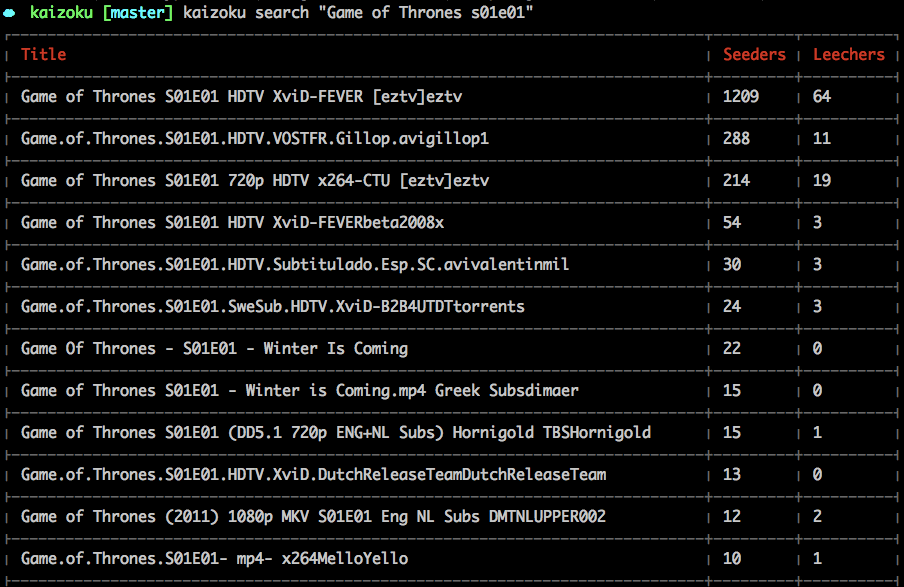 kaizoku [master] kaizoku search "Game of Thrones s01e01"
Title Seeders Leechers
Game of Thrones S01E01 HDTV XviD-FEVER [eztv]eztv 1209 64
Game.of.Thrones.S01E01.HDTV.VOSTFR.Gillop.avigillop1 288 11
Game of Thrones S01E01 720p HDTV x264-CTU [eztv]eztv 214 19
Game of Thrones S01E01 HDTV XviD-FEVERbeta2008x 54 3
Game.of.Thrones.S01E01.HDTV.Subtitulado.Esp.SC.avivalentinmil 30 3
Game.of.Thrones.S01E01.SweSub.HDTV.XviD-B2B4UTDTtorrents 24 3
Game Of Thrones - S01E01 - Winter Is Coming 22 0
Game of Thrones S01E01 - Winter is Coming.mp4 Greek Subsdimaer 15 0
Game of Thrones S01E01 (DD5.1 720p ENG+NL Subs) Hornigold TBSHornigold 15 1
Game.of.Thrones.S01E01.HDTV.XviD.DutchReleaseTeamDutchReleaseTeam 13 0
Game of Thrones (2011) 1080p MKV S01E01 Eng NL Subs DMTNLUPPER002 12 2
Game.of.Thrones.S01E01- mp4- x264MelloYello 10 1